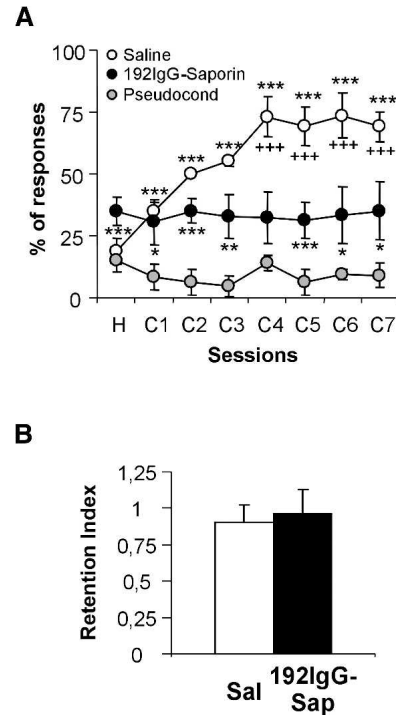 A
100
75
50
25
0
% of responses
Saline
192IgG-Saporin
Pseudocond
***
***
***
***
***
***
***
***
+++
+++
+++
+++
***
*
***
**
***
*
*
H C1 C2 C3 C4 C5 C6 C7
Sessions
B
1,25
1
0,75
0,5
0,25
0
Retention Index
Sal
192IgG-
Sap